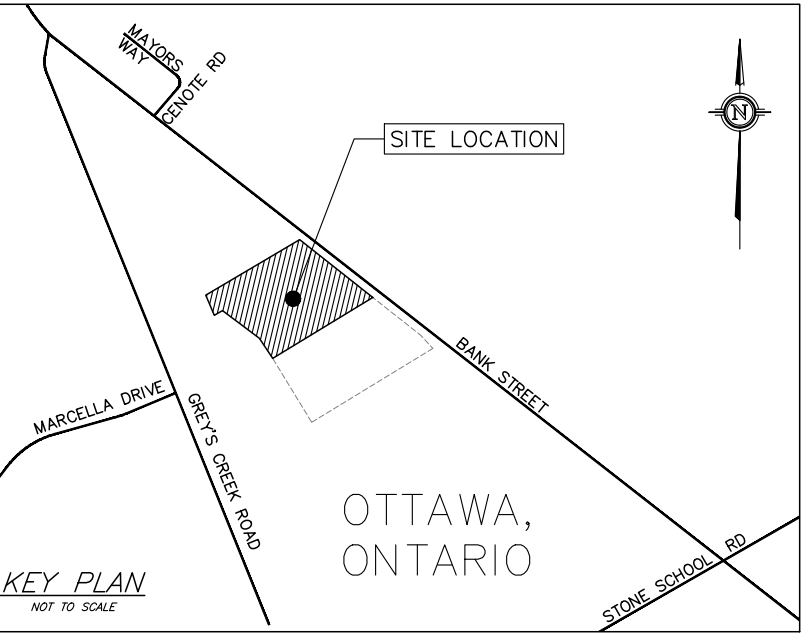 MAYORS
WAY
CENOTE RD
N
SITE LOCATION
BANK STREET
MARCELLA DRIVE
GREY'S CREEK ROAD
OTTAWA,
ONTARIO
STONE SCHOOL RD
KEY PLAN
NOT TO SCALE